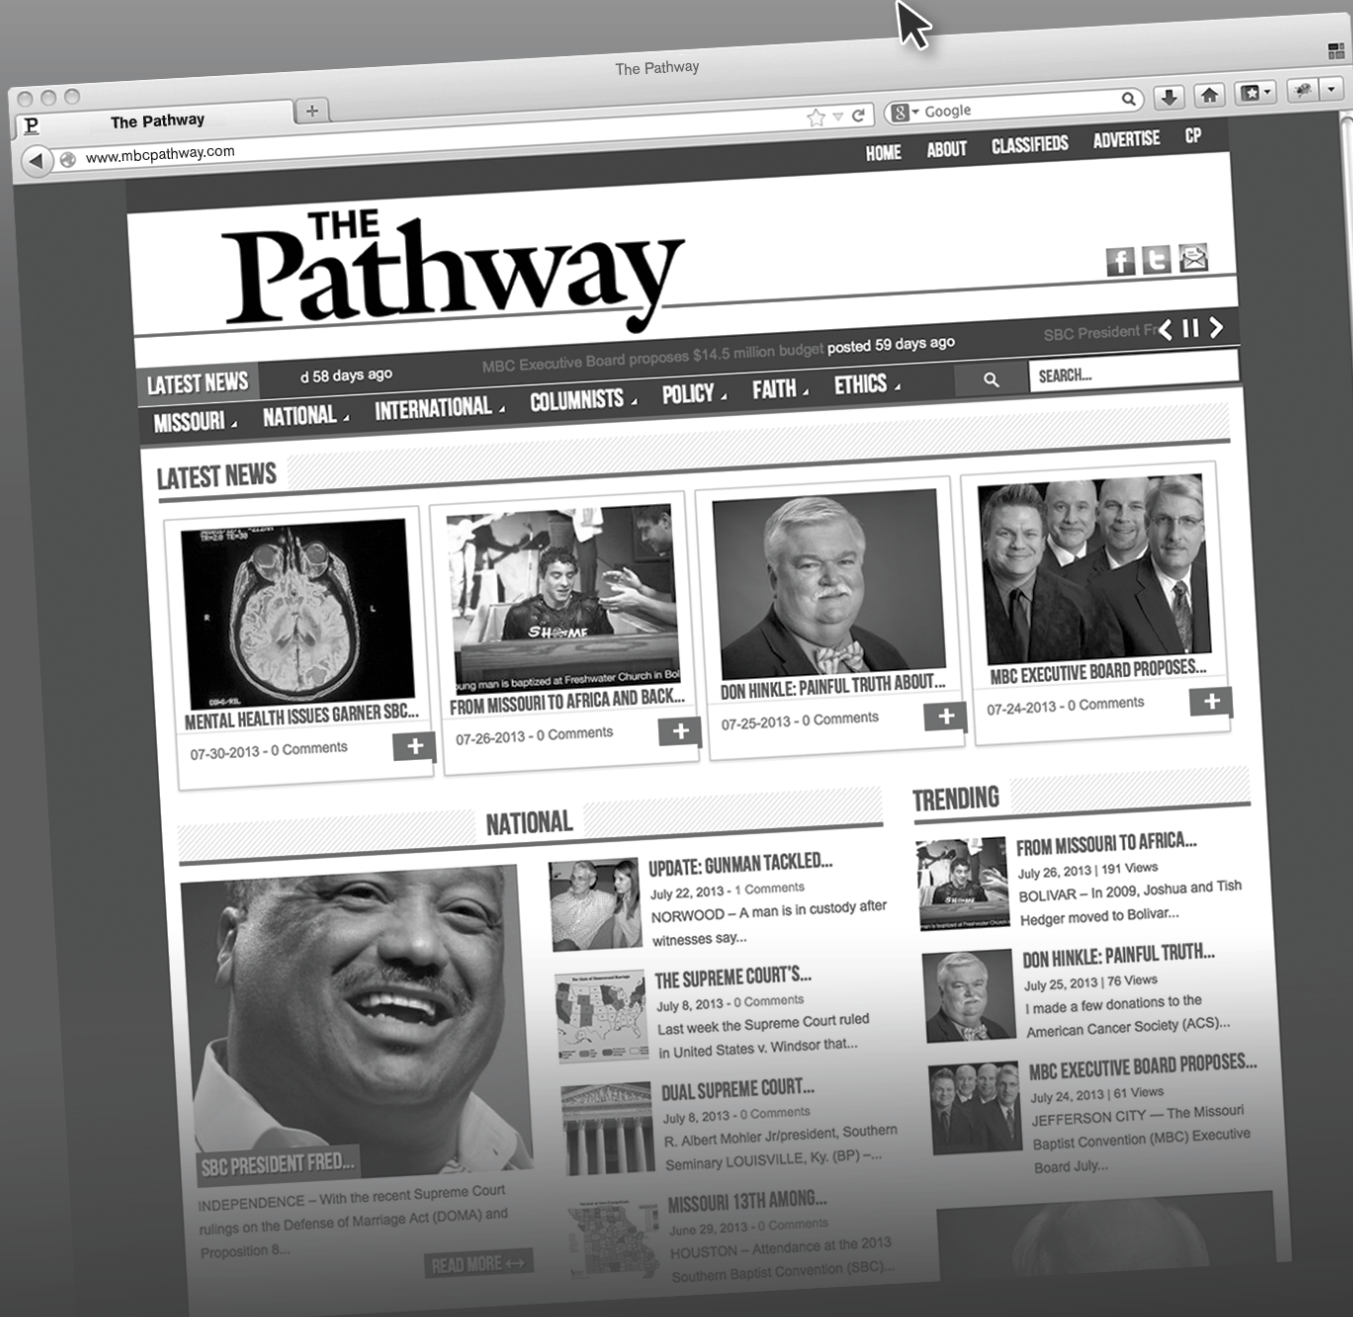 The Pathway
The Pathway
www.mbcpathway.com
Google
HOME ABOUT CLASSIFIEDS ADVERTISE CP
THE
Pathway
LATEST NEWS d 58 days ago MBC Executive Board proposes $14.5 million budget posted 59 days ago SBC President Fr
MISSOURI NATIONAL INTERNATIONAL COLUMNISTS POLICY FAITH ETHICS SEARCH...
LATEST NEWS
R L
SHOME
oung man is baptized at Freshwater Church in Bol
MENTAL HEALTH ISSUES GARNER SBC...
07-30-2013 - 0 Comments
FROM MISSOURI TO AFRICA AND BACK...
07-26-2013 - 0 Comments
DON HINKLE: PAINFUL TRUTH ABOUT...
07-25-2013 - 0 Comments
MBC EXECUTIVE BOARD PROPOSES...
07-24-2013 - 0 Comments
NATIONAL
SBC PRESIDENT FRED...
INDEPENDENCE – With the recent Supreme Court
rulings on the Defense of Marriage Act (DOMA) and
Proposition 8...
READ MORE
UPDATE: GUNMAN TACKLED...
July 22, 2013 - 1 Comments
NORWOOD – A man is in custody after
witnesses say...
THE SUPREME COURT'S...
July 8, 2013 - 0 Comments
Last week the Supreme Court ruled
in United States v. Windsor that...
DUAL SUPREME COURT...
July 8, 2013 - 0 Comments
R. Albert Mohler Jr/president, Southern
Seminary LOUISVILLE, Ky. (BP) –...
MISSOURI 13TH AMONG...
June 29, 2013 - 0 Comments
HOUSTON – Attendance at the 2013
Southern Baptist Convention (SBC)...
TRENDING
FROM MISSOURI TO AFRICA...
July 26, 2013 | 191 Views
BOLIVAR – In 2009, Joshua and Tish
Hedger moved to Bolivar...
DON HINKLE: PAINFUL TRUTH...
July 25, 2013 | 76 Views
I made a few donations to the
American Cancer Society (ACS)...
MBC EXECUTIVE BOARD PROPOSES...
July 24, 2013 | 61 Views
JEFFERSON CITY — The Missouri
Baptist Convention (MBC) Executive
Board July...